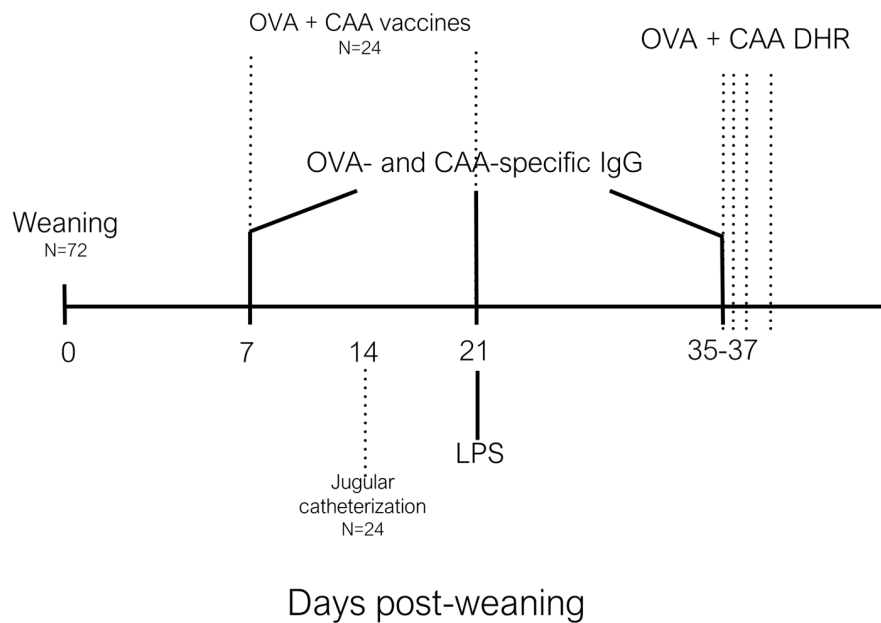 OVA + CAA vaccines
N=24
OVA + CAA DHR
OVA- and CAA-specific IgG
Weaning
N=72
0
7
14
21
35-37
LPS
Jugular
catheterization
N=24
Days post-weaning